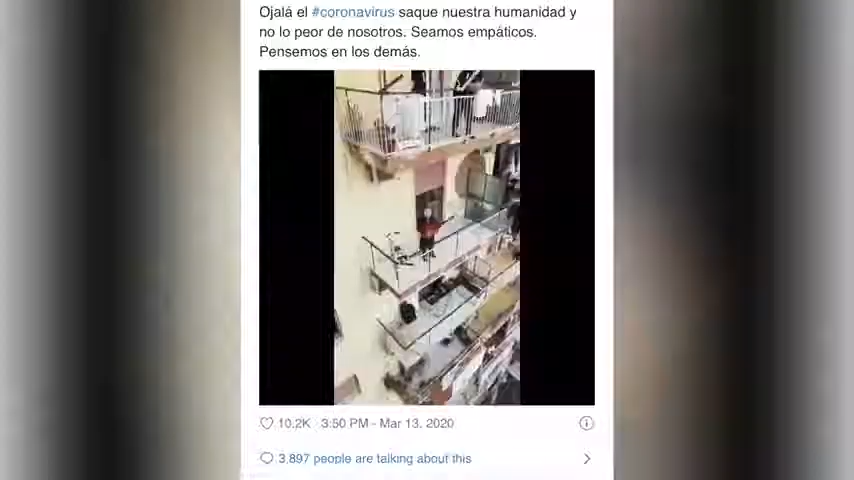 Ojalá el #coronavirus saque nuestra humanidad y
no lo peor de nosotros. Seamos empáticos.
Pensemos en los demás.
10.2K · 3:50 PM - Mar 13, 2020
3,897 people are talking about this